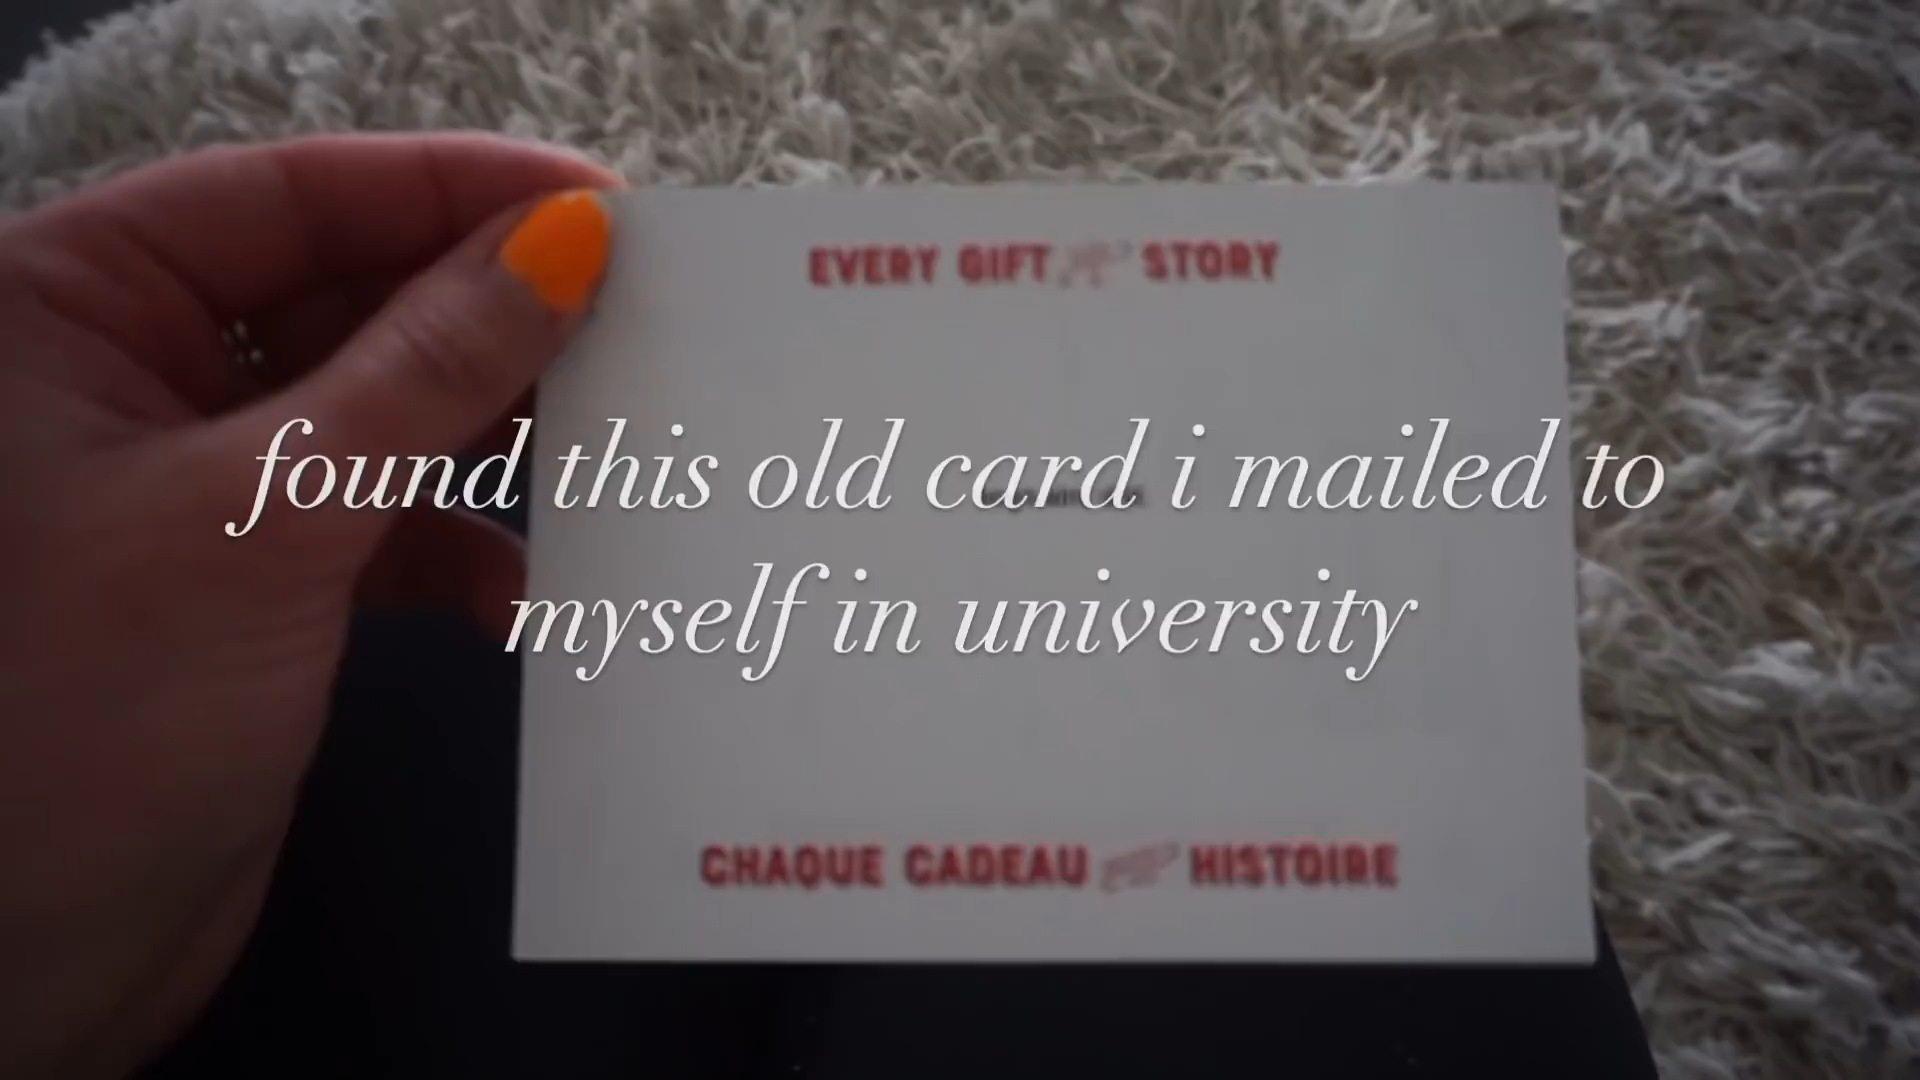 EVERY GIFT STORY
found this old card i mailed to
myself in university
CHAQUE CADEAU HISTOIRE